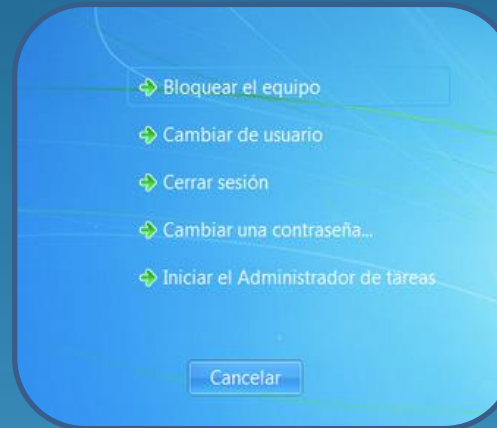 Bloquear el equipo
Cambiar de usuario
Cerrar sesión
Cambiar una contraseña...
Iniciar el Administrador de tareas
Cancelar